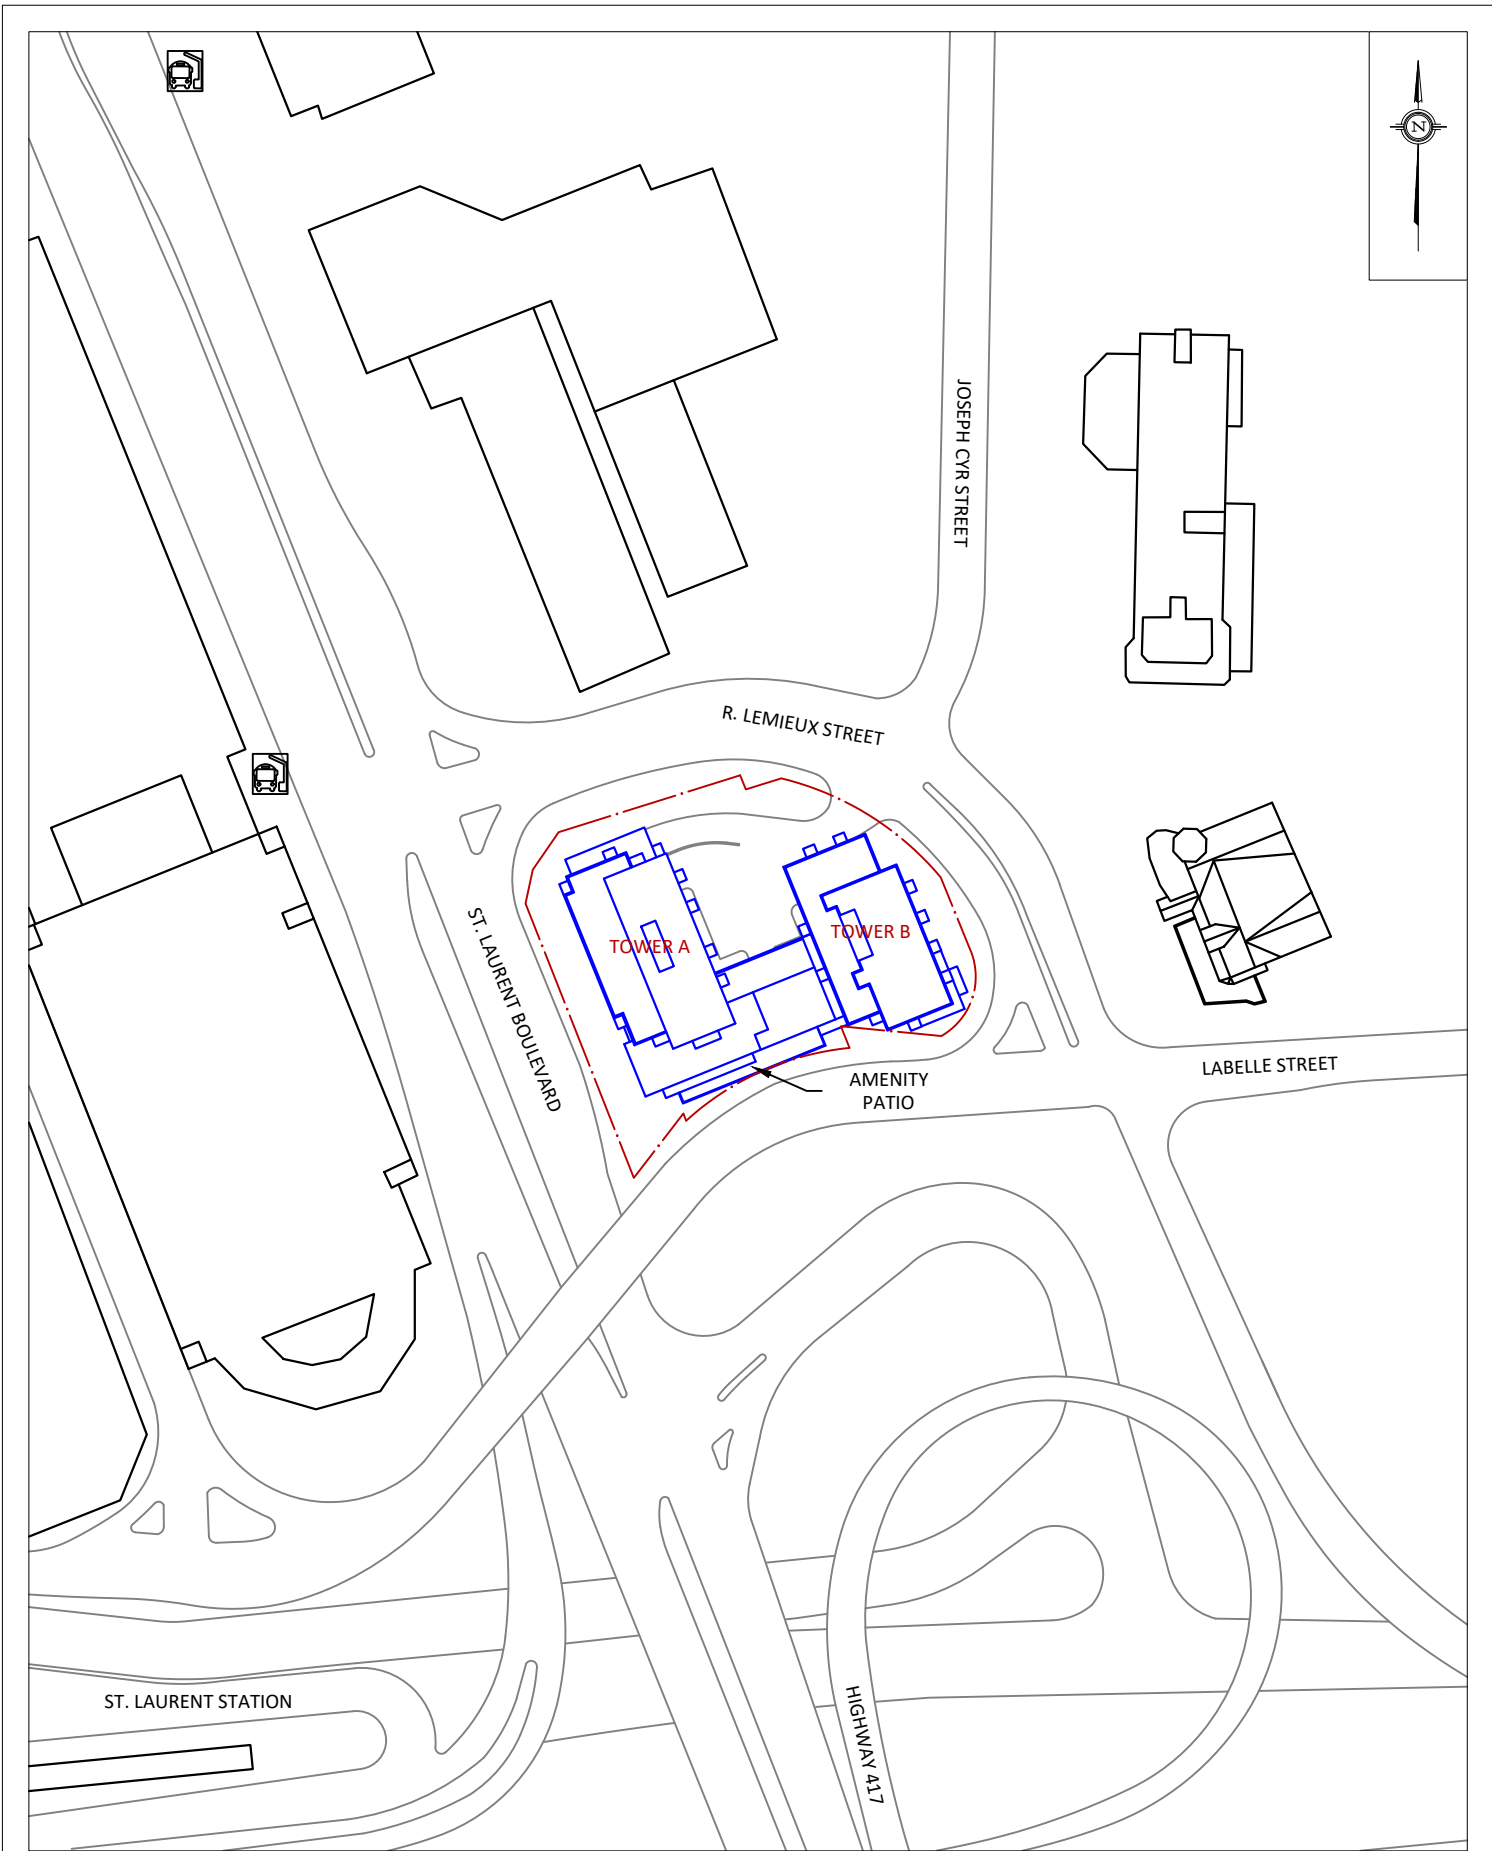 N
JOSEPH CYR STREET
R. LEMIEUX STREET
TOWER A
TOWER B
ST. LAURENT BOULEVARD
LABELLE STREET
AMENITY
PATIO
ST. LAURENT STATION
HIGHWAY 417